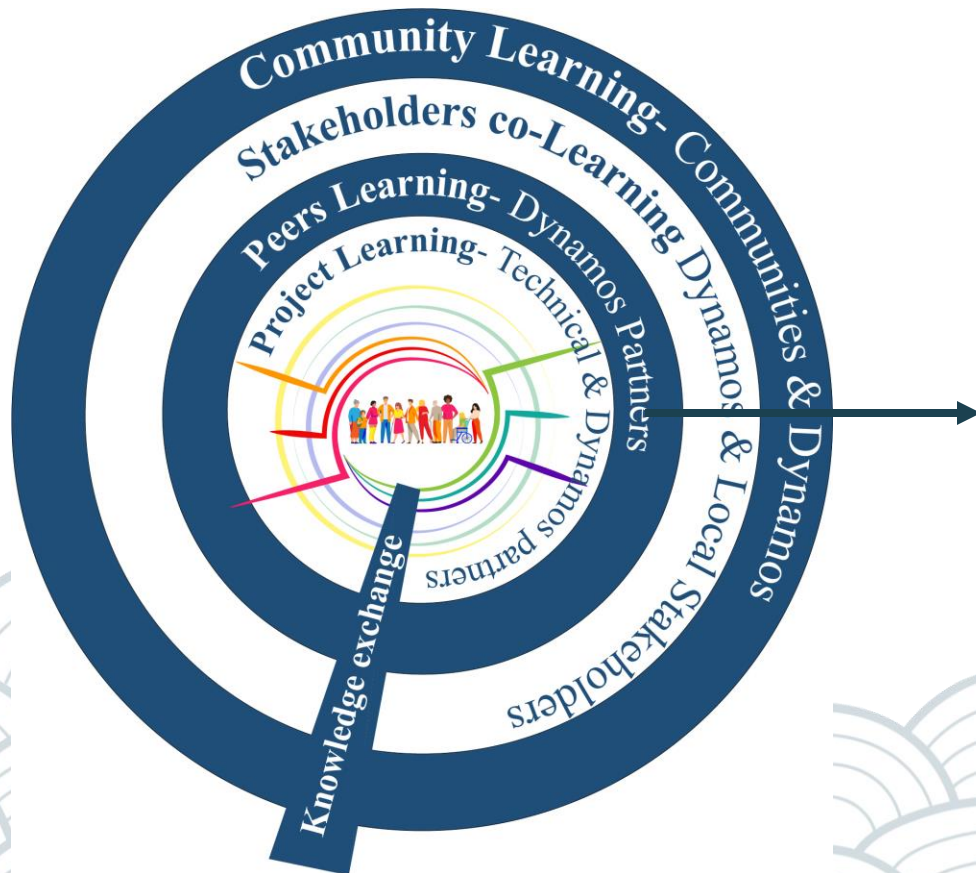 Community Learning- Communities & Dynamos
Stakeholders co-Learning Dynamos & Local Stakeholders
Peers Learning- Dynamos Partners
Project Learning- Technical & Dynamos partners
Knowledge exchange